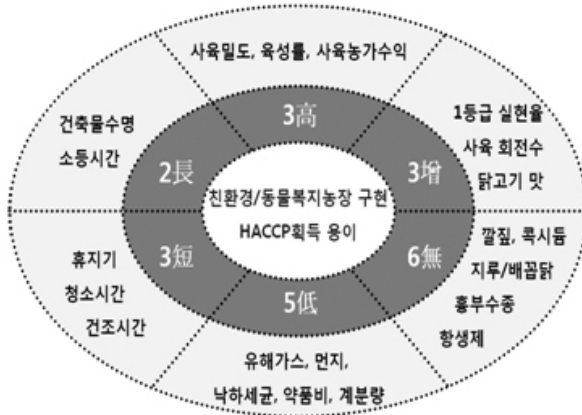 사육밀도, 육성률, 사육농가수익
3高
1등급 실현율
사육 회전수
닭고기 맛
3增
깔짚, 콕시듐
지루/배꼽닭
흉부수종
항생제
6無
유해가스, 먼지,
낙하세균, 약품비, 계분량
5低
휴지기
청소시간
건조시간
3短
건축물수명
소등시간
2長
친환경/동물복지농장 구현
HACCP획득 용이